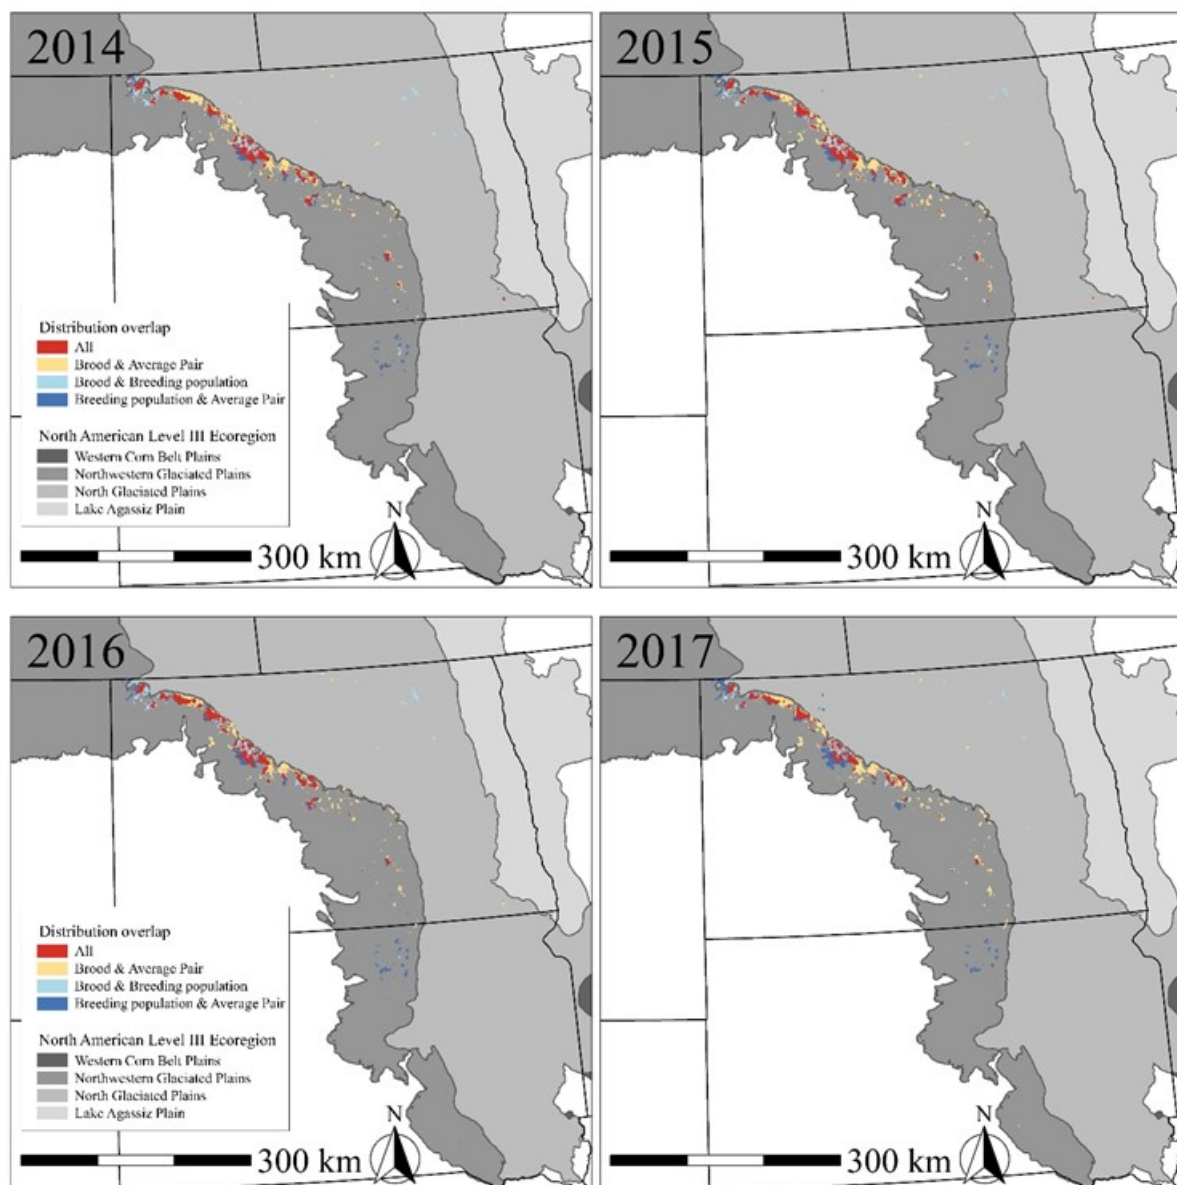 2014
Distribution overlap
All
Brood & Average Pair
Brood & Breeding population
Breeding population & Average Pair
North American Level III Ecoregion
Western Corn Belt Plains
Northwestern Glaciated Plains
North Glaciated Plains
Lake Agassiz Plain
N
300 km
2015
N
300 km
2016
Distribution overlap
All
Brood & Average Pair
Brood & Breeding population
Breeding population & Average Pair
North American Level III Ecoregion
Western Corn Belt Plains
Northwestern Glaciated Plains
North Glaciated Plains
Lake Agassiz Plain
N
300 km
2017
N
300 km